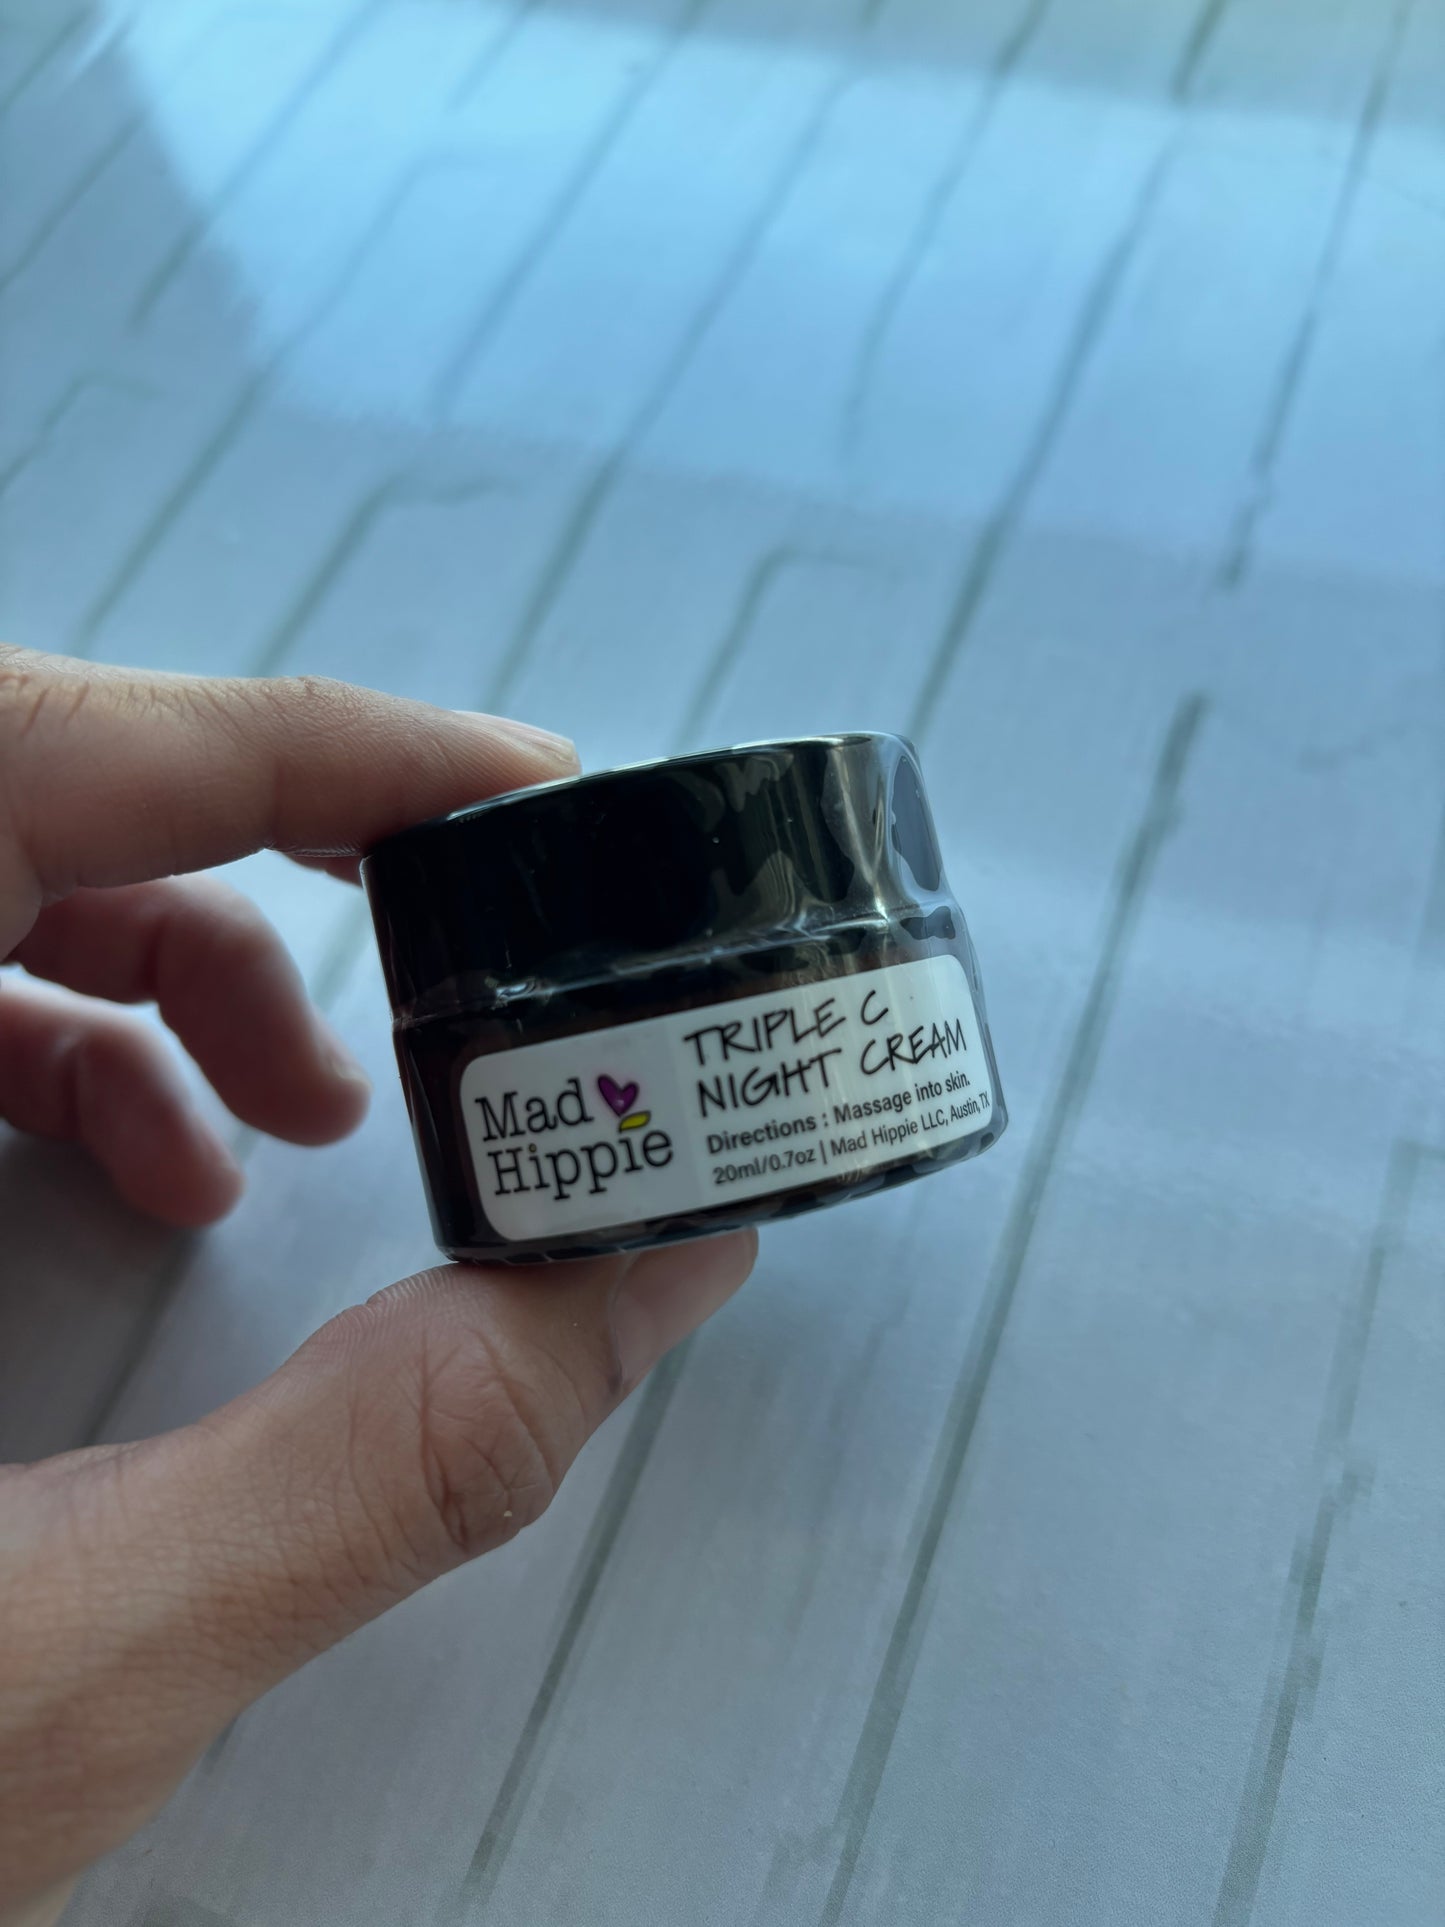 Mad
Hippie
TRIPLE C
NIGHT CREAM
Directions : Massage into skin.
20ml/0.7oz | Mad Hippie LLC, Austin, TX